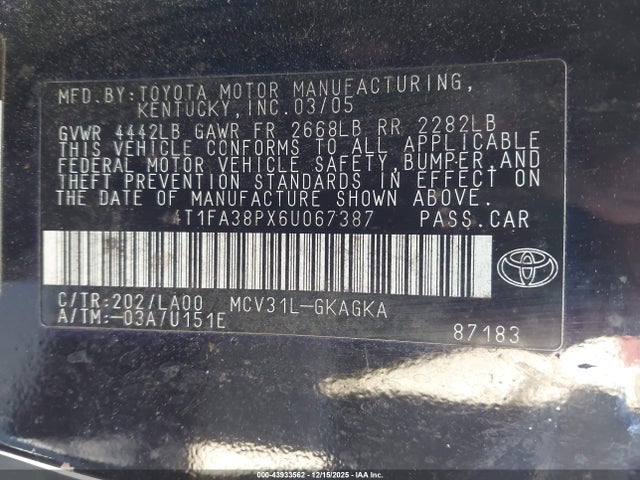 MFD.BY:TOYOTA MOTOR MANUFACTURING,
KENTUCKY,INC.03/05
GVWR 4442LB GAWR FR 2668LB RR 2282LB
THIS VEHICLE CONFORMS TO ALL APPLICABLE
FEDERAL MOTOR VEHICLE SAFETY,BUMPER,AND
THEFT PREVENTION STANDARDS IN EFFECT ON
THE DATE OF MANUFACTURE SHOWN ABOVE.
4T1FA38PX6U067387 PASS.CAR
C/TR:202/LA00 MCV31L-GKAGKA
A/TM:-03A/U151E
87183
000-43933562 - 12/15/2025 - IAAI.COM